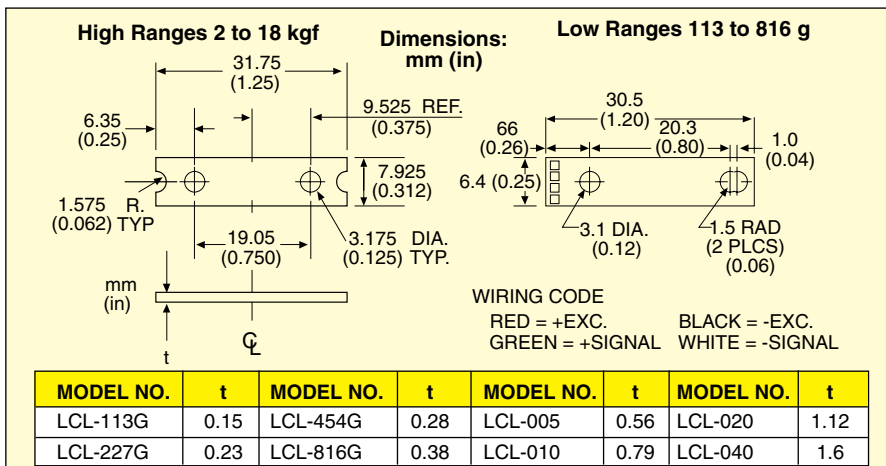 High Ranges 2 to 18 kgf
Dimensions:
mm (in)
Low Ranges 113 to 816 g
31.75
(1.25)
6.35
(0.25)
9.525 REF.
(0.375)
7.925
(0.312)
1.575 R.
(0.062) TYP
19.05
(0.750)
3.175 DIA.
(0.125) TYP.
mm
(in)
t
CL
30.5
(1.20)
66
(0.26)
20.3
(0.80)
1.0
(0.04)
6.4 (0.25)
3.1 DIA.
(0.12)
1.5 RAD
(2 PLCS)
(0.06)
WIRING CODE
RED = +EXC. BLACK = -EXC.
GREEN = +SIGNAL WHITE = -SIGNAL
MODEL NO. t MODEL NO. t MODEL NO. t MODEL NO. t
LCL-113G 0.15 LCL-454G 0.28 LCL-005 0.56 LCL-020 1.12
LCL-227G 0.23 LCL-816G 0.38 LCL-010 0.79 LCL-040 1.6